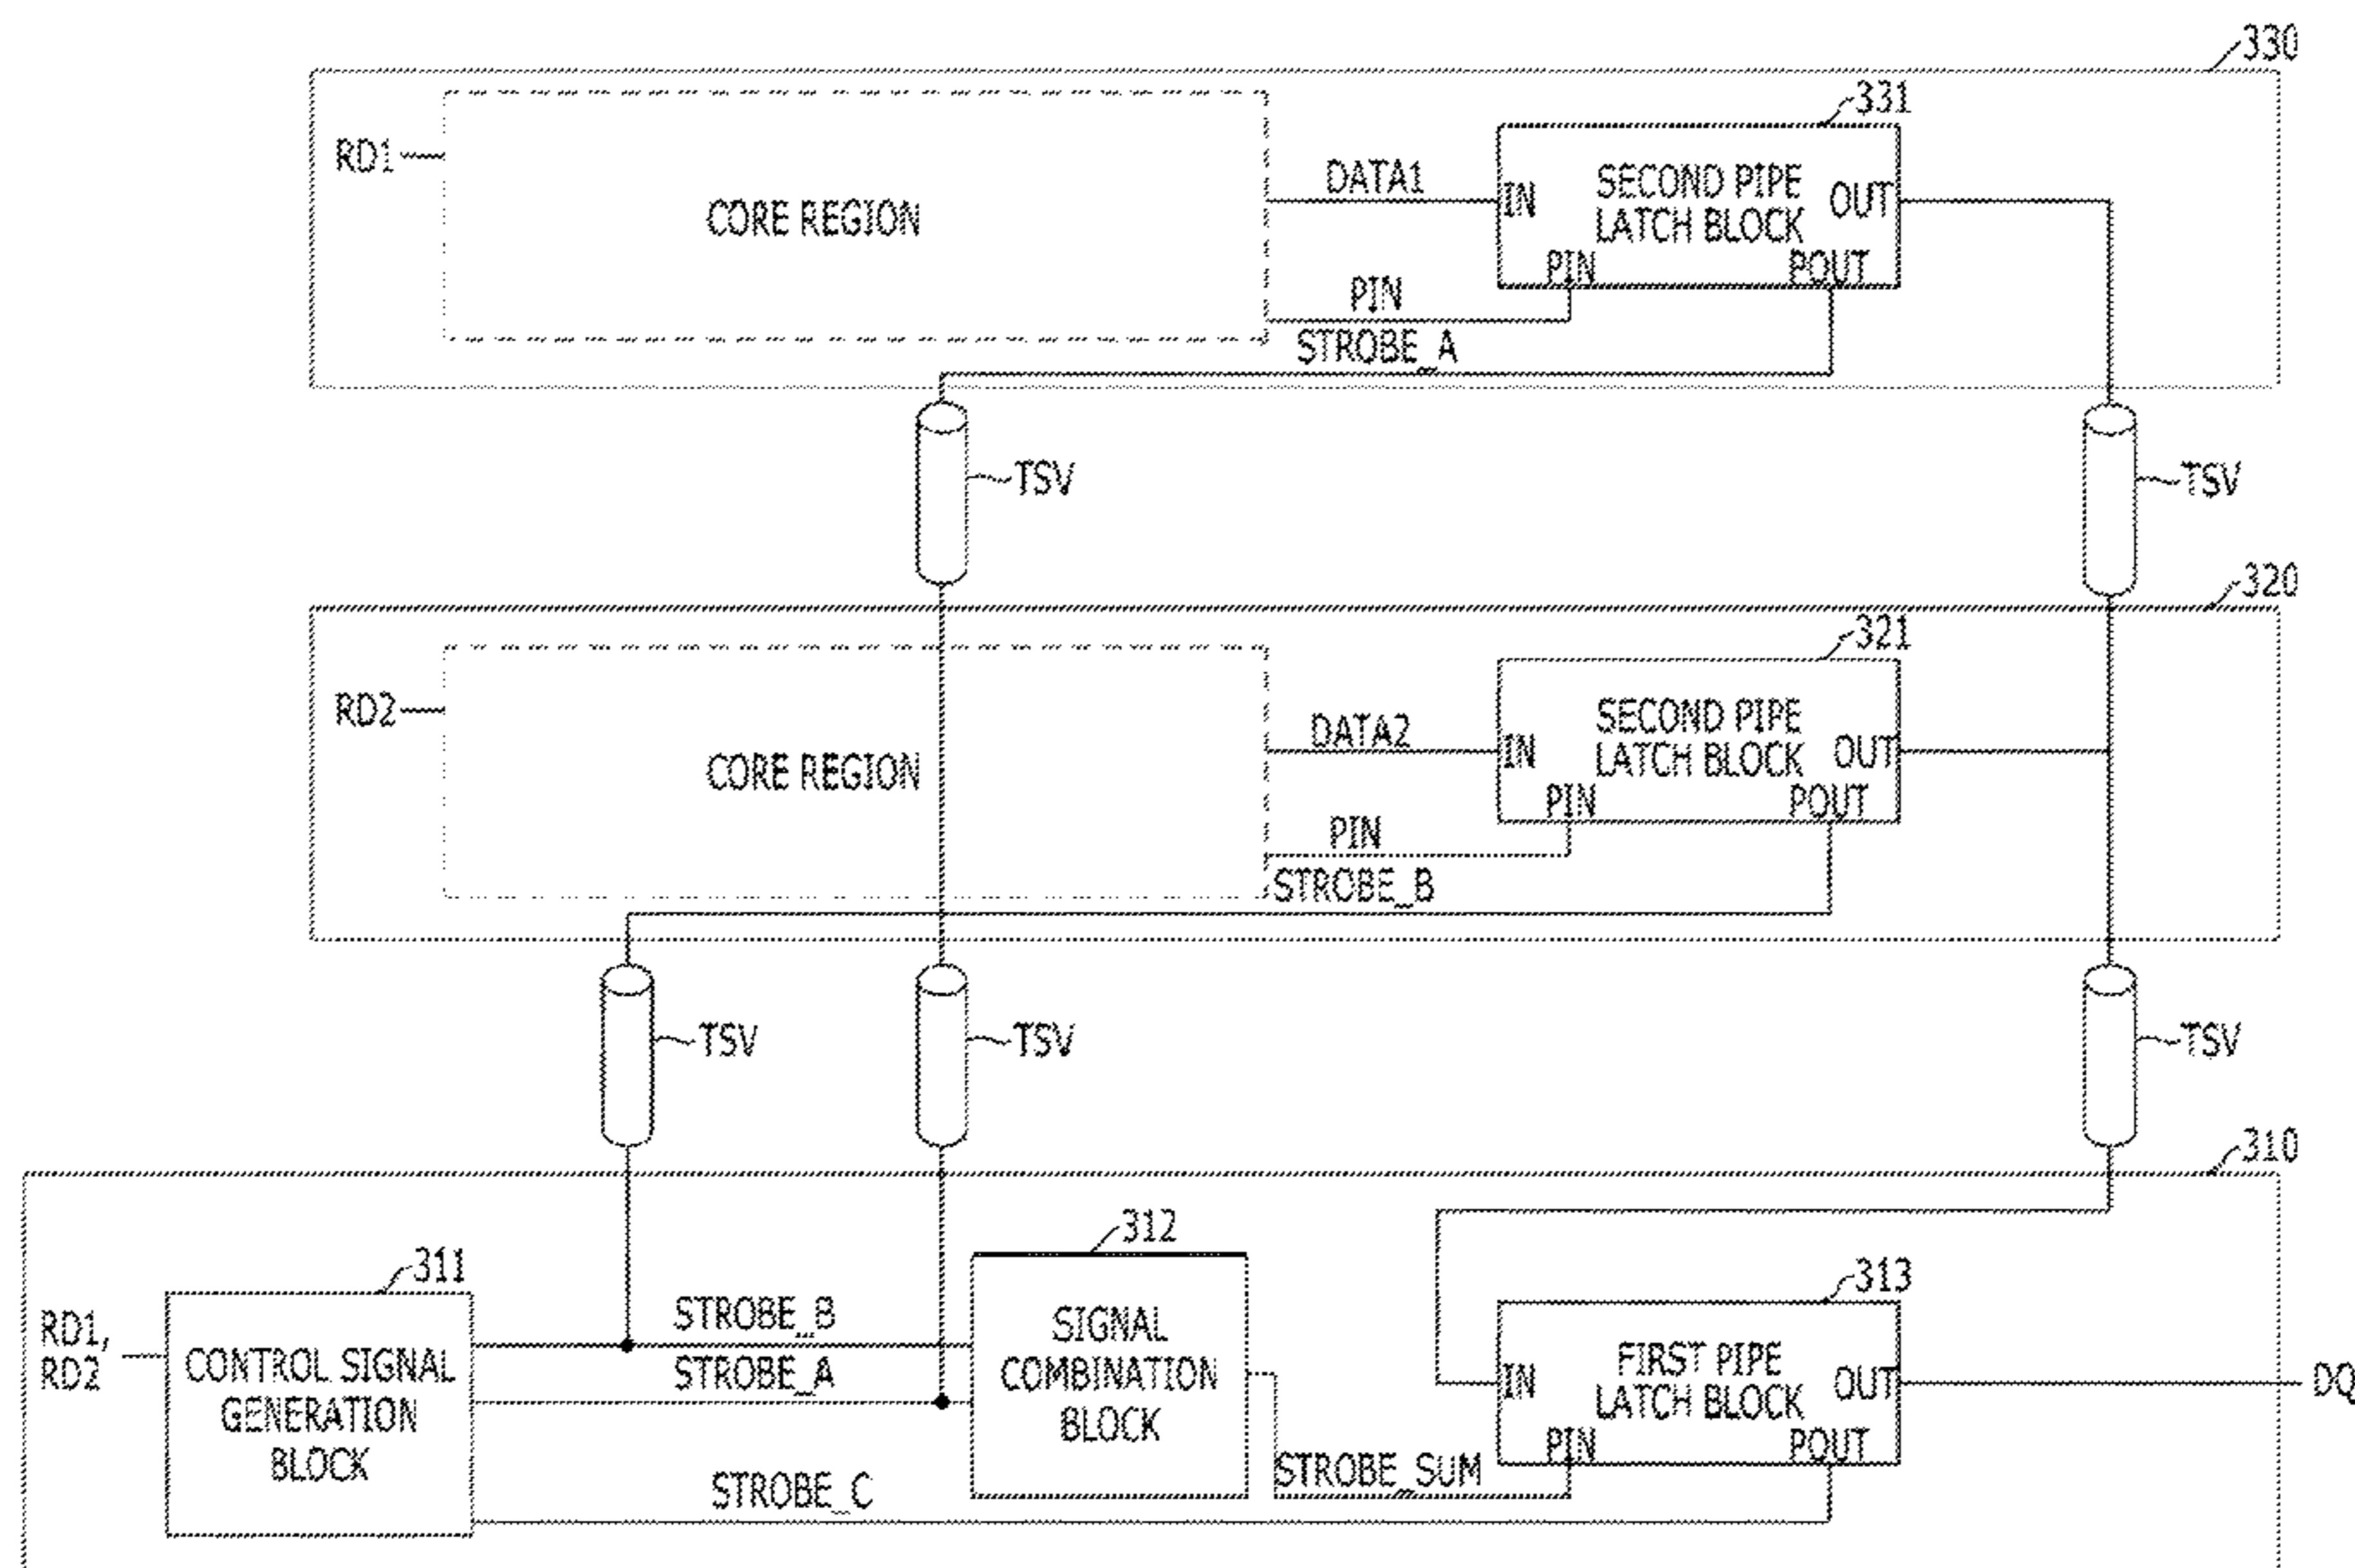 330
331
RD1
CORE REGION
DATA1
IN
SECOND PIPE
LATCH BLOCK
OUT
PIN
POUT
PIN
STROBE_A
TSV
TSV
320
321
RD2
CORE REGION
DATA2
IN
SECOND PIPE
LATCH BLOCK
OUT
PIN
POUT
PIN
STROBE_B
TSV
TSV
TSV
310
311
312
313
RD1,
RD2
CONTROL SIGNAL
GENERATION
BLOCK
STROBE_B
STROBE_A
STROBE_C
SIGNAL
COMBINATION
BLOCK
STROBE_SUM
IN
FIRST PIPE
LATCH BLOCK
OUT
PIN
POUT
DQ